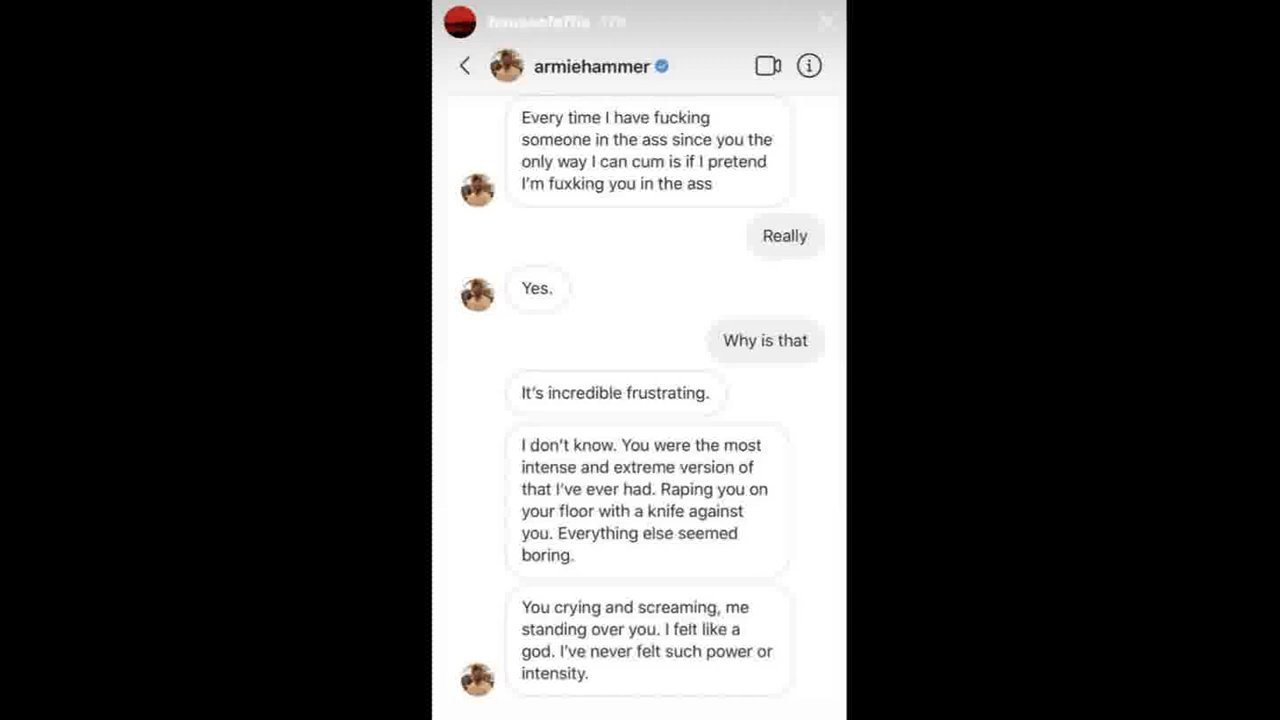 armiehammer
Every time I have fucking
someone in the ass since you the
only way I can cum is if I pretend
I'm fuxking you in the ass
Really
Yes.
Why is that
It's incredible frustrating.
I don't know. You were the most
intense and extreme version of
that I've ever had. Raping you on
your floor with a knife against
you. Everything else seemed
boring.
You crying and screaming, me
standing over you. I felt like a
god. I've never felt such power or
intensity.